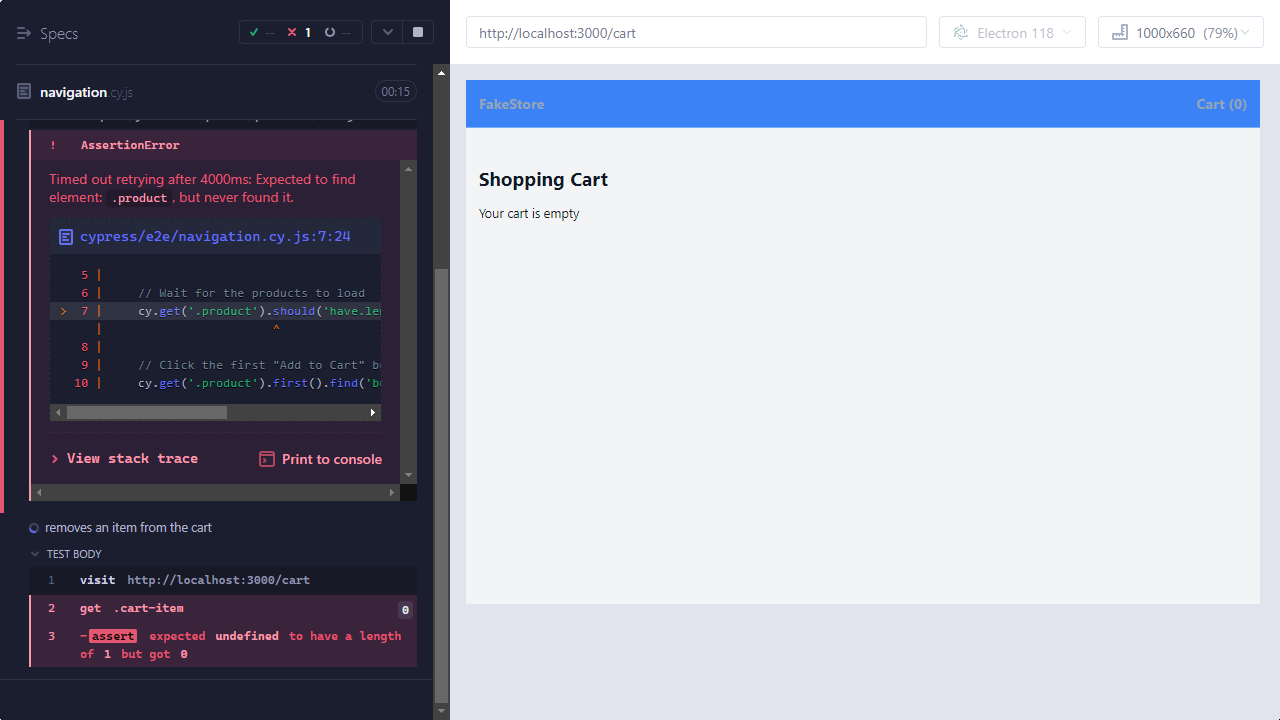 Specs
-- 1 --
navigation.cy.js
00:15
! AssertionError
Timed out retrying after 4000ms: Expected to find
element: .product, but never found it.
cypress/e2e/navigation.cy.js:7:24
5 |
6 | // Wait for the products to load
> 7 | cy.get('.product').should('have.le
| ^
8 |
9 | // Click the first "Add to Cart" bu
10 | cy.get('.product').first().find('bu
View stack trace
Print to console
removes an item from the cart
TEST BODY
1 visit http://localhost:3000/cart
2 get .cart-item 0
3 -assert expected undefined to have a length
of 1 but got 0
http://localhost:3000/cart
Electron 118
1000x660 (79%)
FakeStore
Cart (0)
Shopping Cart
Your cart is empty